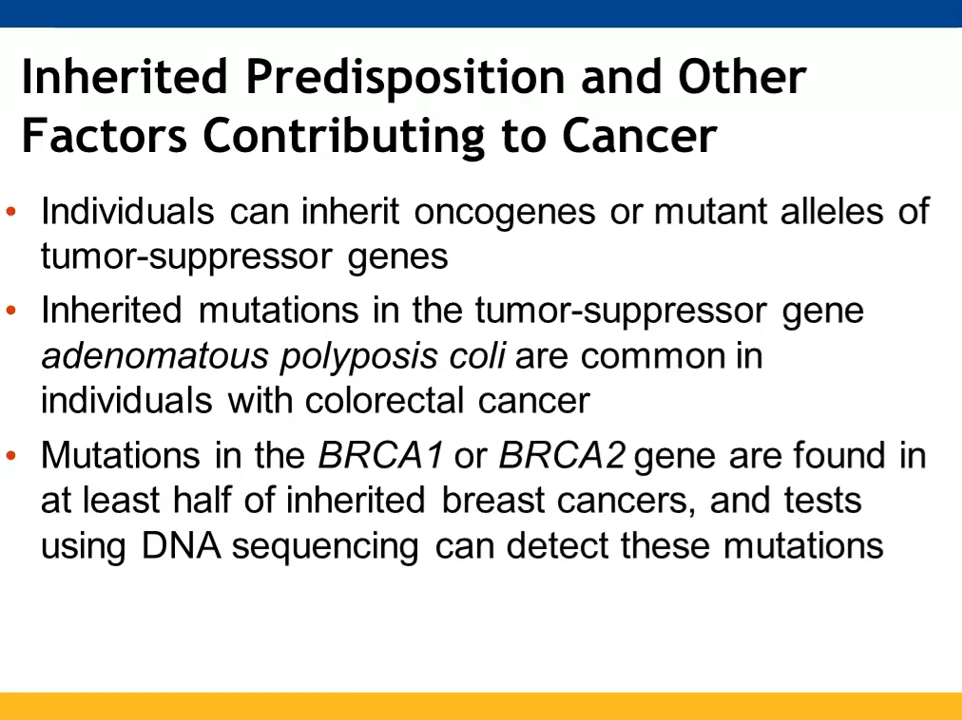 Inherited Predisposition and Other
Factors Contributing to Cancer
• Individuals can inherit oncogenes or mutant alleles of
tumor-suppressor genes
• Inherited mutations in the tumor-suppressor gene
adenomatous polyposis coli are common in
individuals with colorectal cancer
• Mutations in the BRCA1 or BRCA2 gene are found in
at least half of inherited breast cancers, and tests
using DNA sequencing can detect these mutations